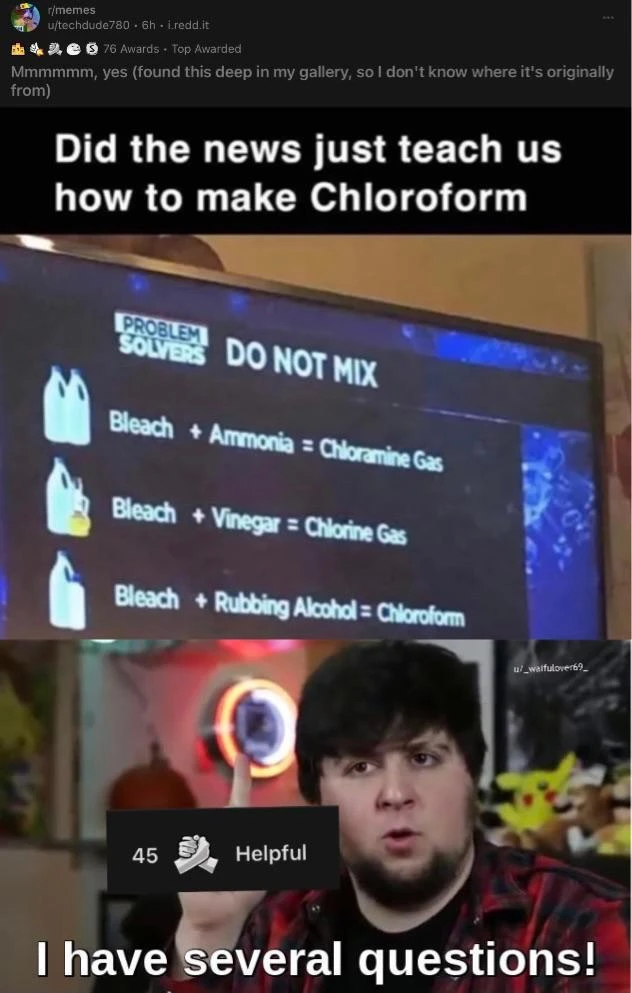 r/memes
u/techdude780 • 6h • i.redd.it
76 Awards • Top Awarded
Mmmmmm, yes (found this deep in my gallery, so I don't know where it's originally
from)
Did the news just teach us
how to make Chloroform
PROBLEM
SOLVERS
DO NOT MIX
Bleach + Ammonia = Chloramine Gas
Bleach + Vinegar = Chlorine Gas
Bleach + Rubbing Alcohol = Chloroform
u/_waifulover69_
45 Helpful
I have several questions!